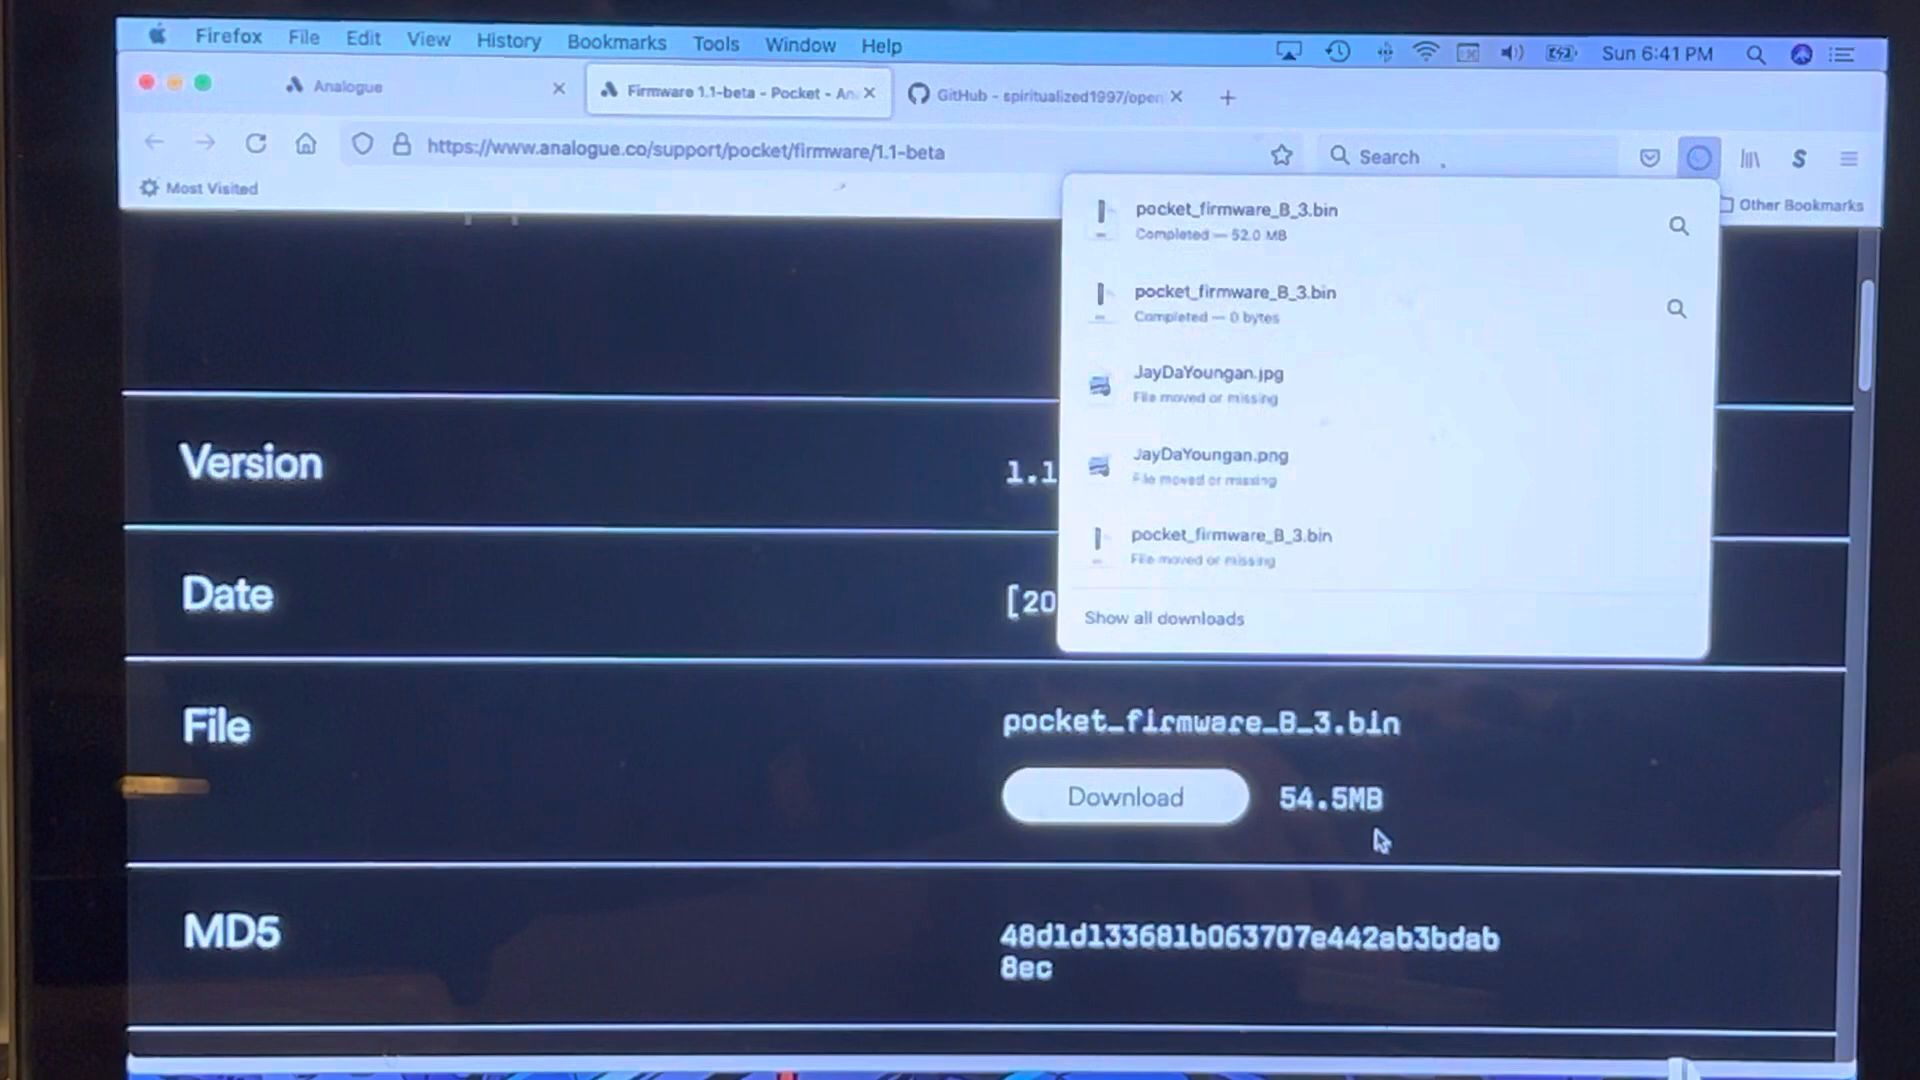 Firefox File Edit View History Bookmarks Tools Window Help Sun 6:41 PM
Analogue
Firmware 1.1-beta - Pocket - An
GitHub - spiritualized1997/open
https://www.analogue.co/support/pocket/firmware/1.1-beta
Search
Most Visited
Other Bookmarks
pocket_firmware_B_3.bin
Completed — 52.0 MB
pocket_firmware_B_3.bin
Completed — 0 bytes
JayDaYoungan.jpg
File moved or missing
JayDaYoungan.png
File moved or missing
pocket_firmware_B_3.bin
File moved or missing
Show all downloads
Version
1.1
Date
[20
File
pocket_firmware_B_3.bin
Download
54.5MB
MD5
48d1d133681b063707e442ab3bdab
8ec